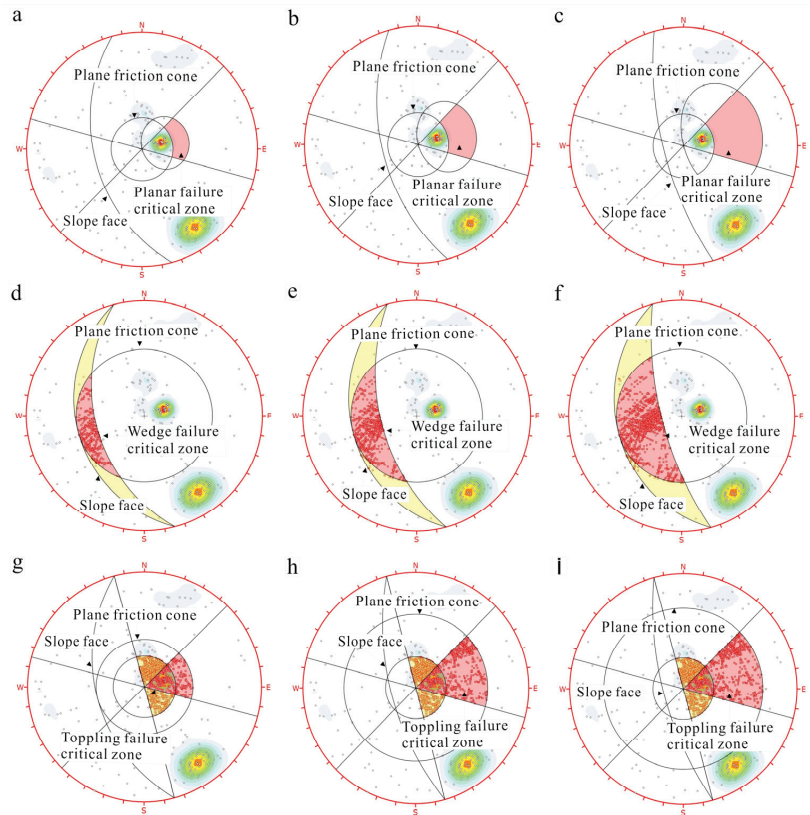 a
N
Plane friction cone
W
E
Planar failure
critical zone
Slope face
S
b
N
Plane friction cone
W
E
Planar failure
critical zone
Slope face
S
c
N
Plane friction cone
W
E
Planar failure
critical zone
Slope face
S
d
N
Plane friction cone
W
E
Wedge failure
critical zone
Slope face
S
e
N
Plane friction cone
W
E
Wedge failure
critical zone
Slope face
S
f
N
Plane friction cone
W
E
Wedge failure
critical zone
Slope face
S
g
N
Plane friction cone
Slope face
W
E
Toppling failure
critical zone
S
h
N
Plane friction cone
Slope face
W
E
Toppling failure
critical zone
S
i
N
Plane friction cone
Slope face
W
E
Toppling failure
critical zone
S